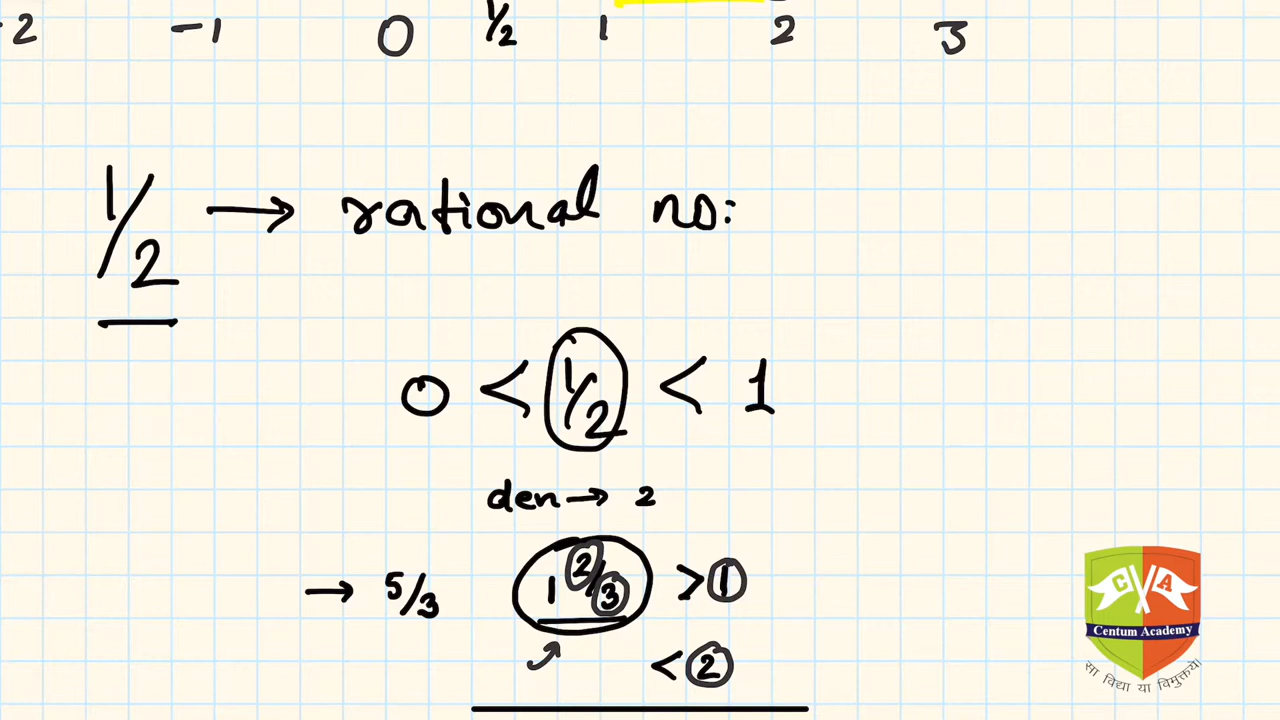 -2 -1 0 1/2 1 2 3
1/2 → rational no:
0 < 1/2 < 1
den → 2
→ 5/3 1 2/3 > 1
< 2
C A
Centum Academy
सा विद्या या विमुक्तये